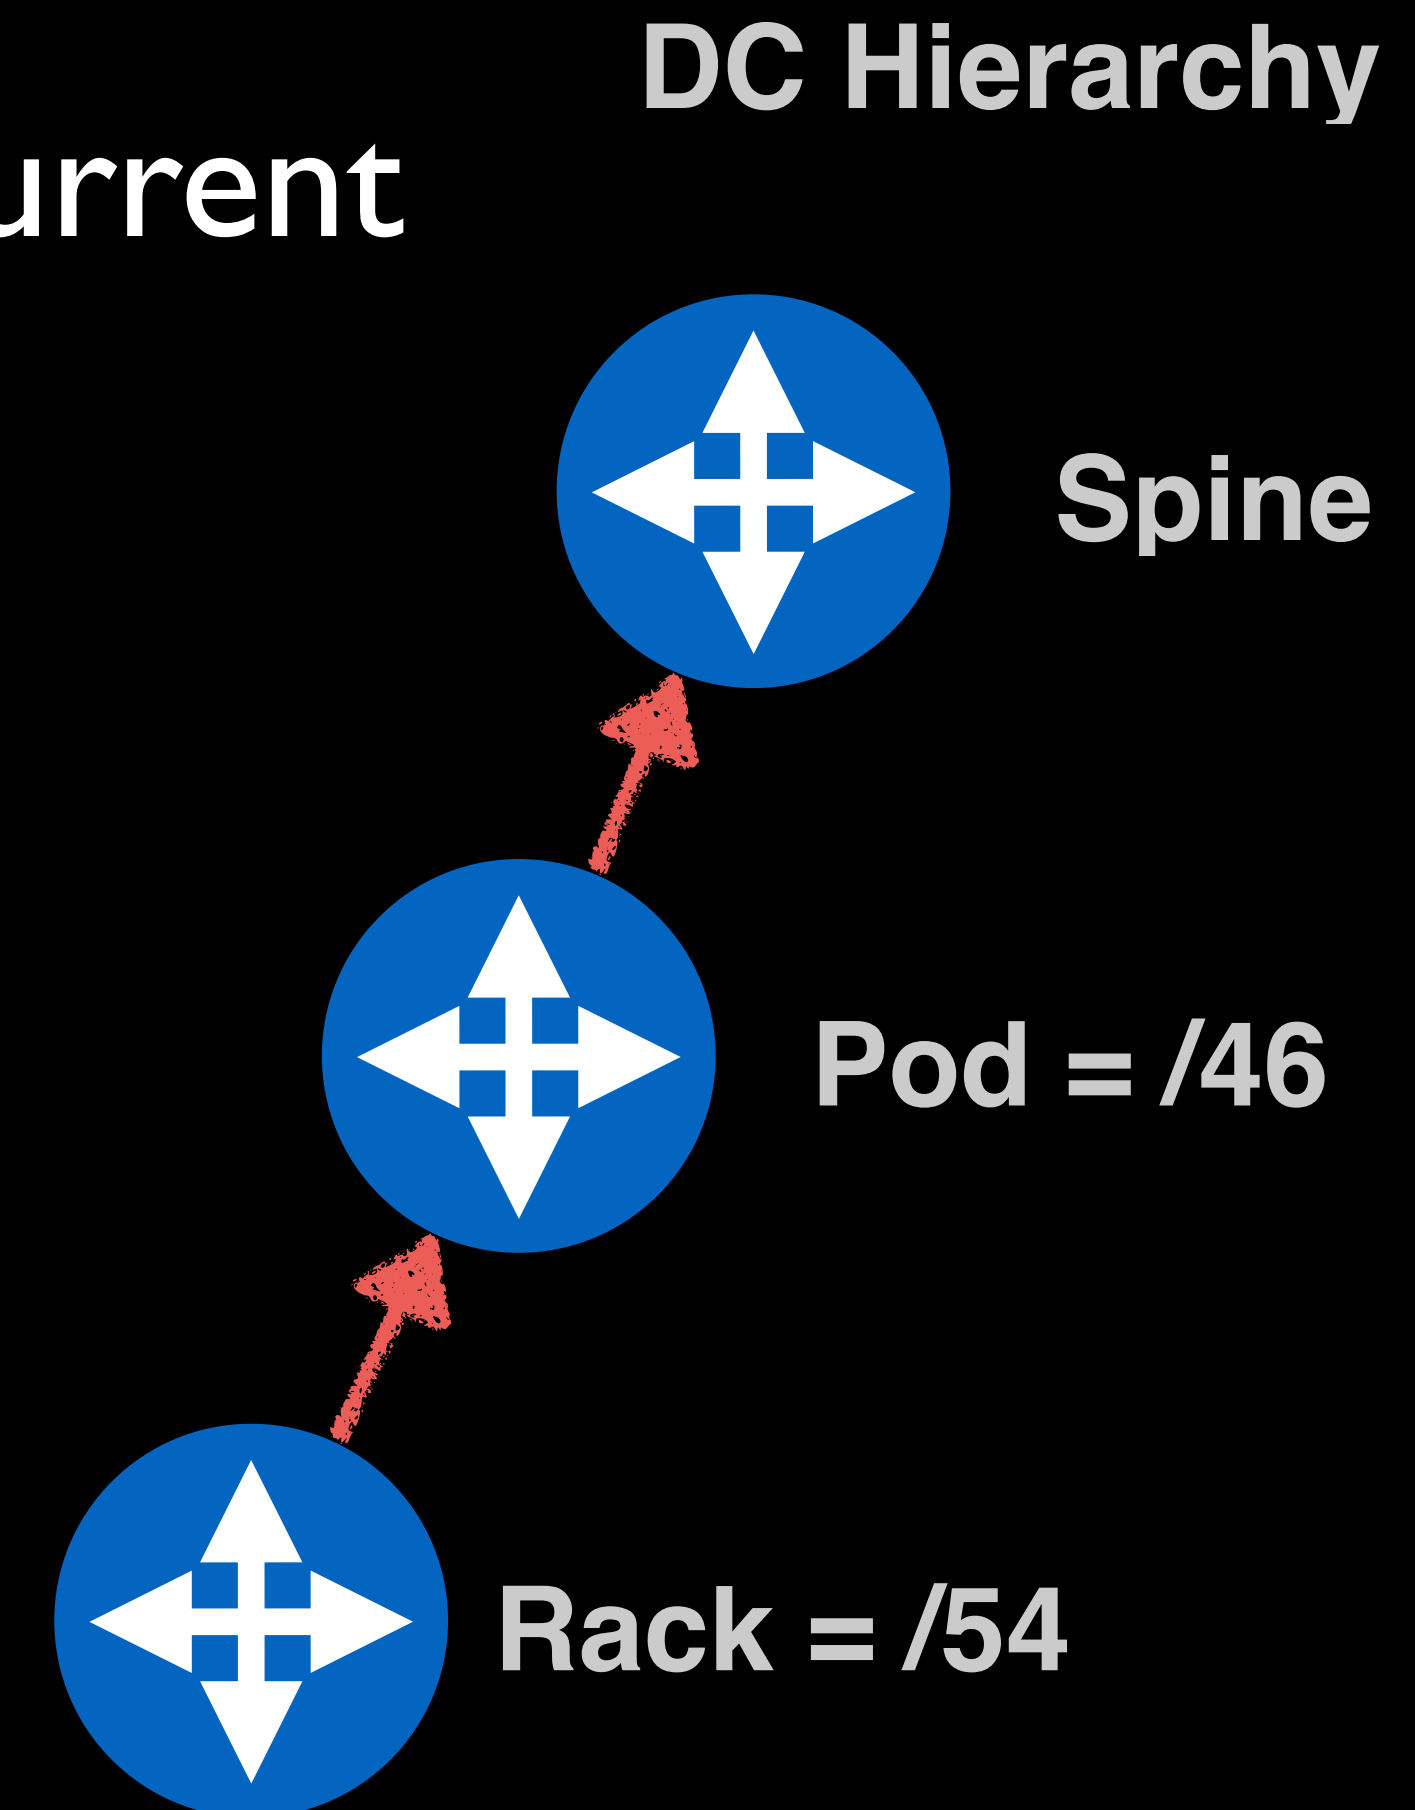 DC Hierarchy
urrent
Spine
Pod = /46
Rack = /54